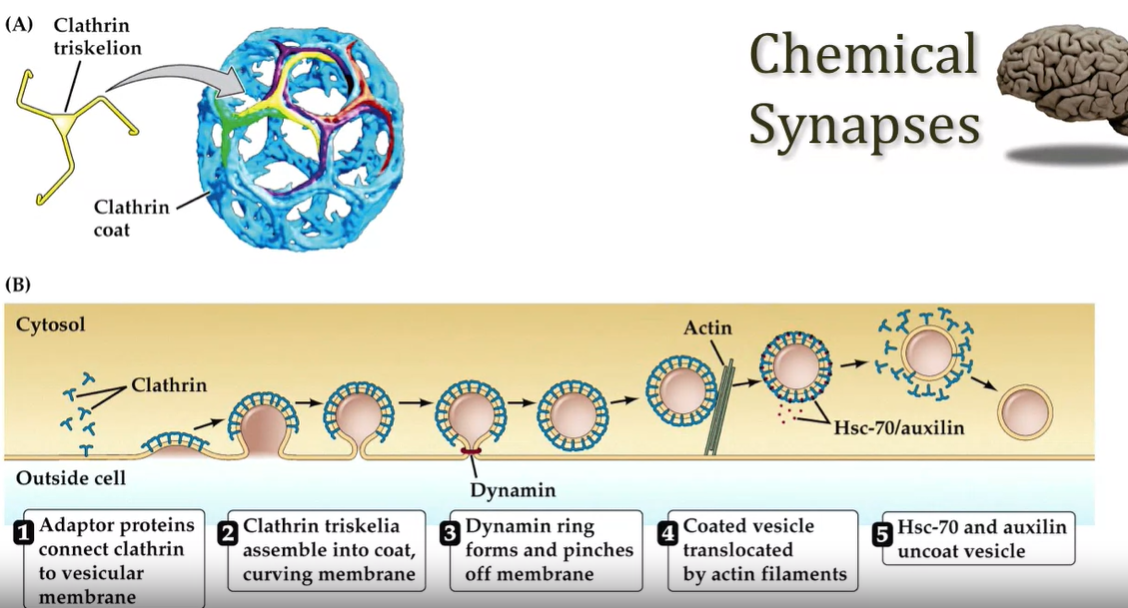 (A)
Clathrin
triskelion
Clathrin
coat
Chemical
Synapses
(B)
Cytosol
Clathrin
Actin
Hsc-70/auxilin
Outside cell
Dynamin
1 Adaptor proteins
connect clathrin
to vesicular
membrane
2 Clathrin triskelia
assemble into coat,
curving membrane
3 Dynamin ring
forms and pinches
off membrane
4 Coated vesicle
translocated
by actin filaments
5 Hsc-70 and auxilin
uncoat vesicle